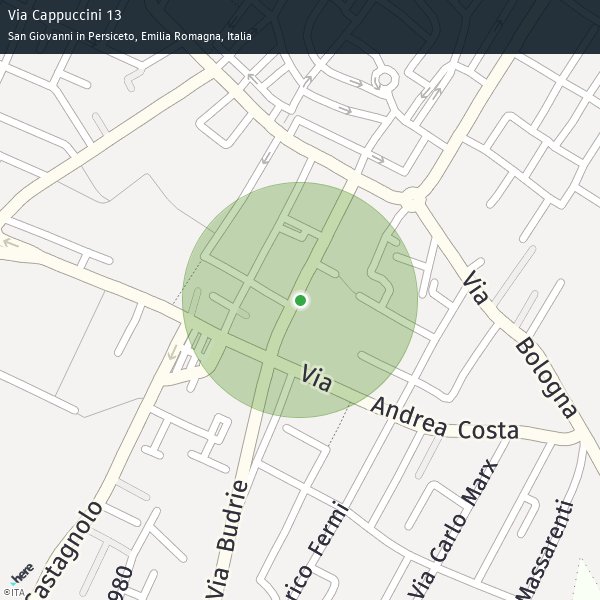 Via Cappuccini 13
San Giovanni in Persiceto, Emilia Romagna, Italia
Via
Bologna
Via
Andrea Costa
Castagnolo
980
Via Budrie
rico Fermi
Via Carlo Marx
Massarenti
here
©ITA